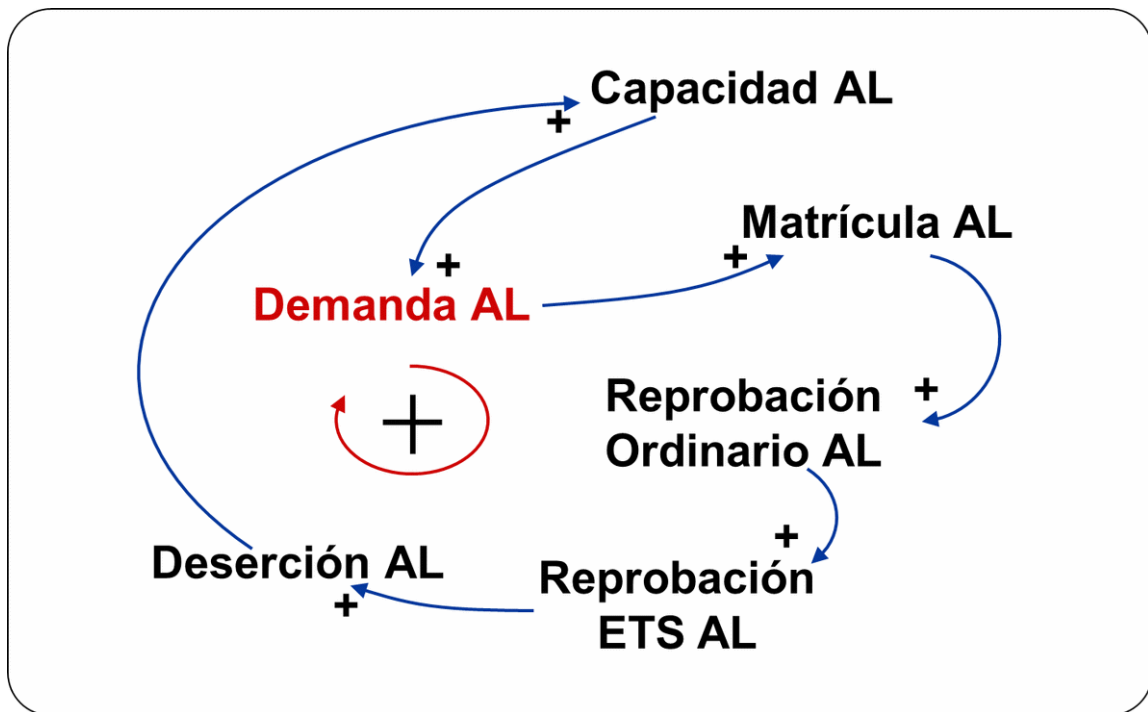 Capacidad AL
+
Matrícula AL
+
+
Demanda AL
Reprobación
+
Ordinario AL
+
+
Deserción AL
Reprobación
+
ETS AL